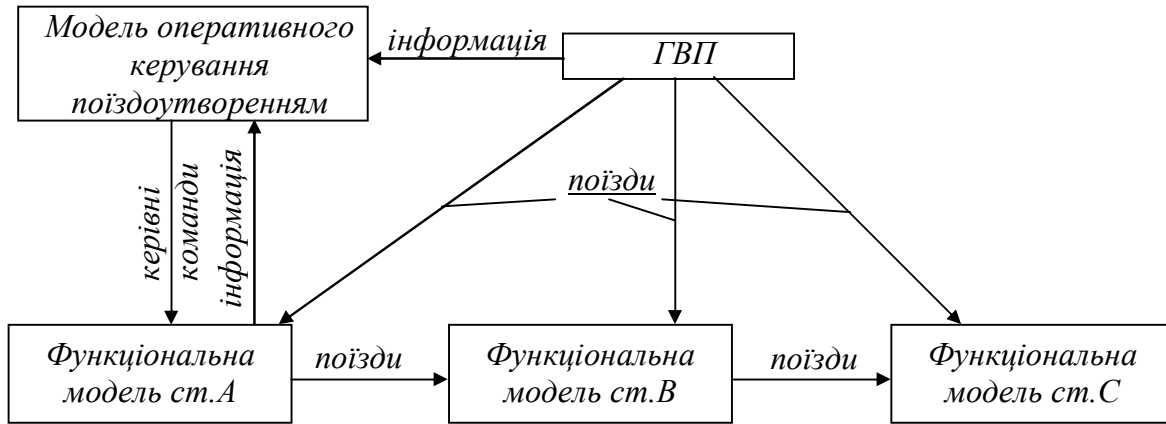 Модель оперативного
керування
поїздоутворенням
інформація
ГВП
керівні
команди
інформація
поїзди
Функціональна
модель ст.А
поїзди
Функціональна
модель ст.В
поїзди
Функціональна
модель ст.С